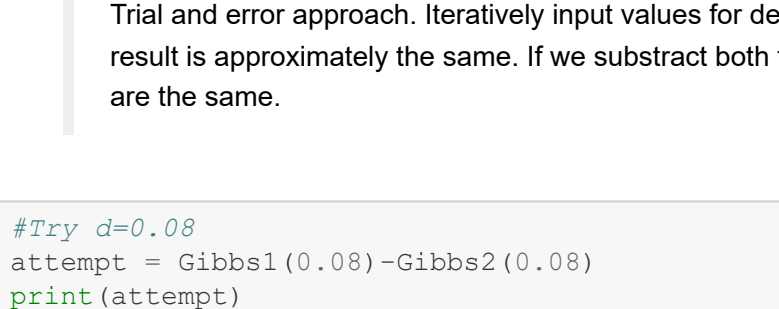 Trial and error approach. Iteratively input values for de
result is approximately the same. If we substract both
are the same.
#Try d=0.08
attempt = Gibbs1(0.08)-Gibbs2(0.08)
print(attempt)